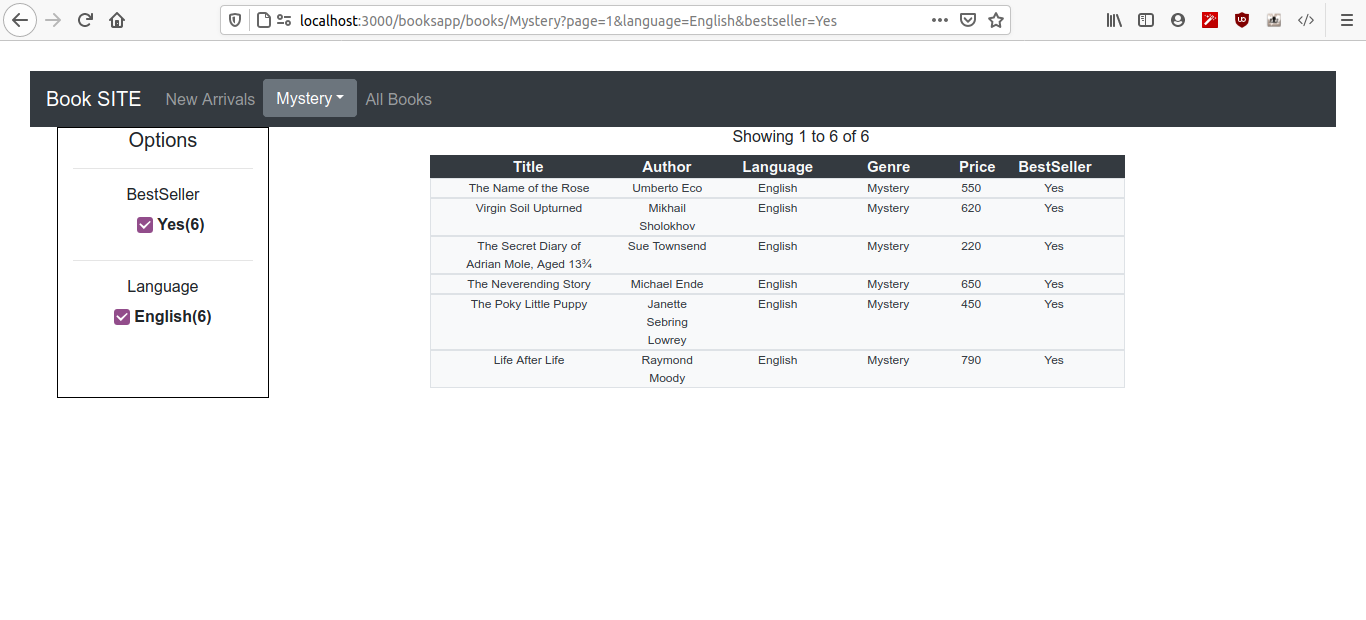 localhost:3000/booksapp/books/Mystery?page=1&language=English&bestseller=Yes
Book SITE New Arrivals Mystery All Books
Options
BestSeller
Yes(6)
Language
English(6)
Showing 1 to 6 of 6
Title Author Language Genre Price BestSeller
The Name of the Rose Umberto Eco English Mystery 550 Yes
Virgin Soil Upturned Mikhail English Mystery 620 Yes
Sholokhov
The Secret Diary of Sue Townsend English Mystery 220 Yes
Adrian Mole, Aged 13¾
The Neverending Story Michael Ende English Mystery 650 Yes
The Poky Little Puppy Janette English Mystery 450 Yes
Sebring
Lowrey
Life After Life Raymond English Mystery 790 Yes
Moody